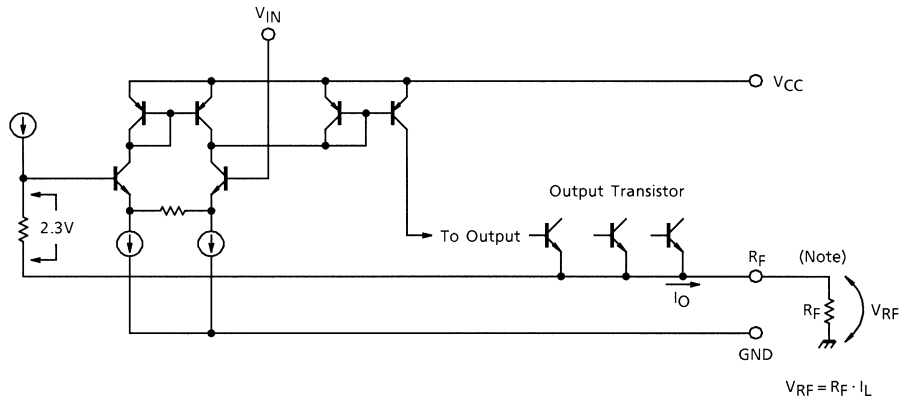 VIN
VCC
2.3V
Output Transistor
To Output
RF
(Note)
IO
RF
VRF
GND
VRF = RF · IL